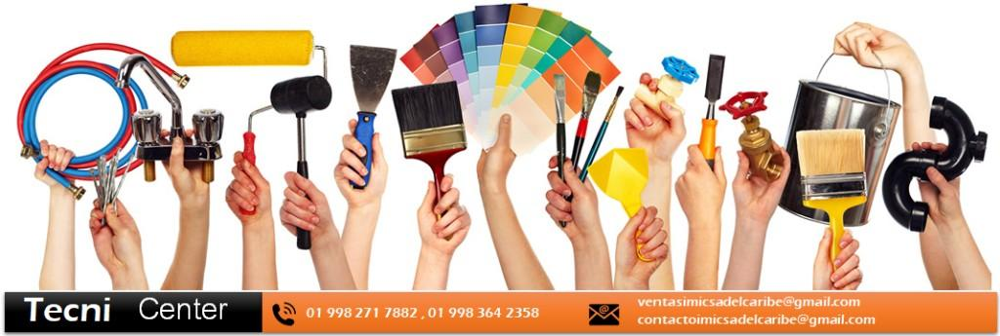 Tecni Center
01 998 271 7882 , 01 998 364 2358
ventasimicsadelcaribe@gmail.com
contactoimicsadelcaribe@gmail.com